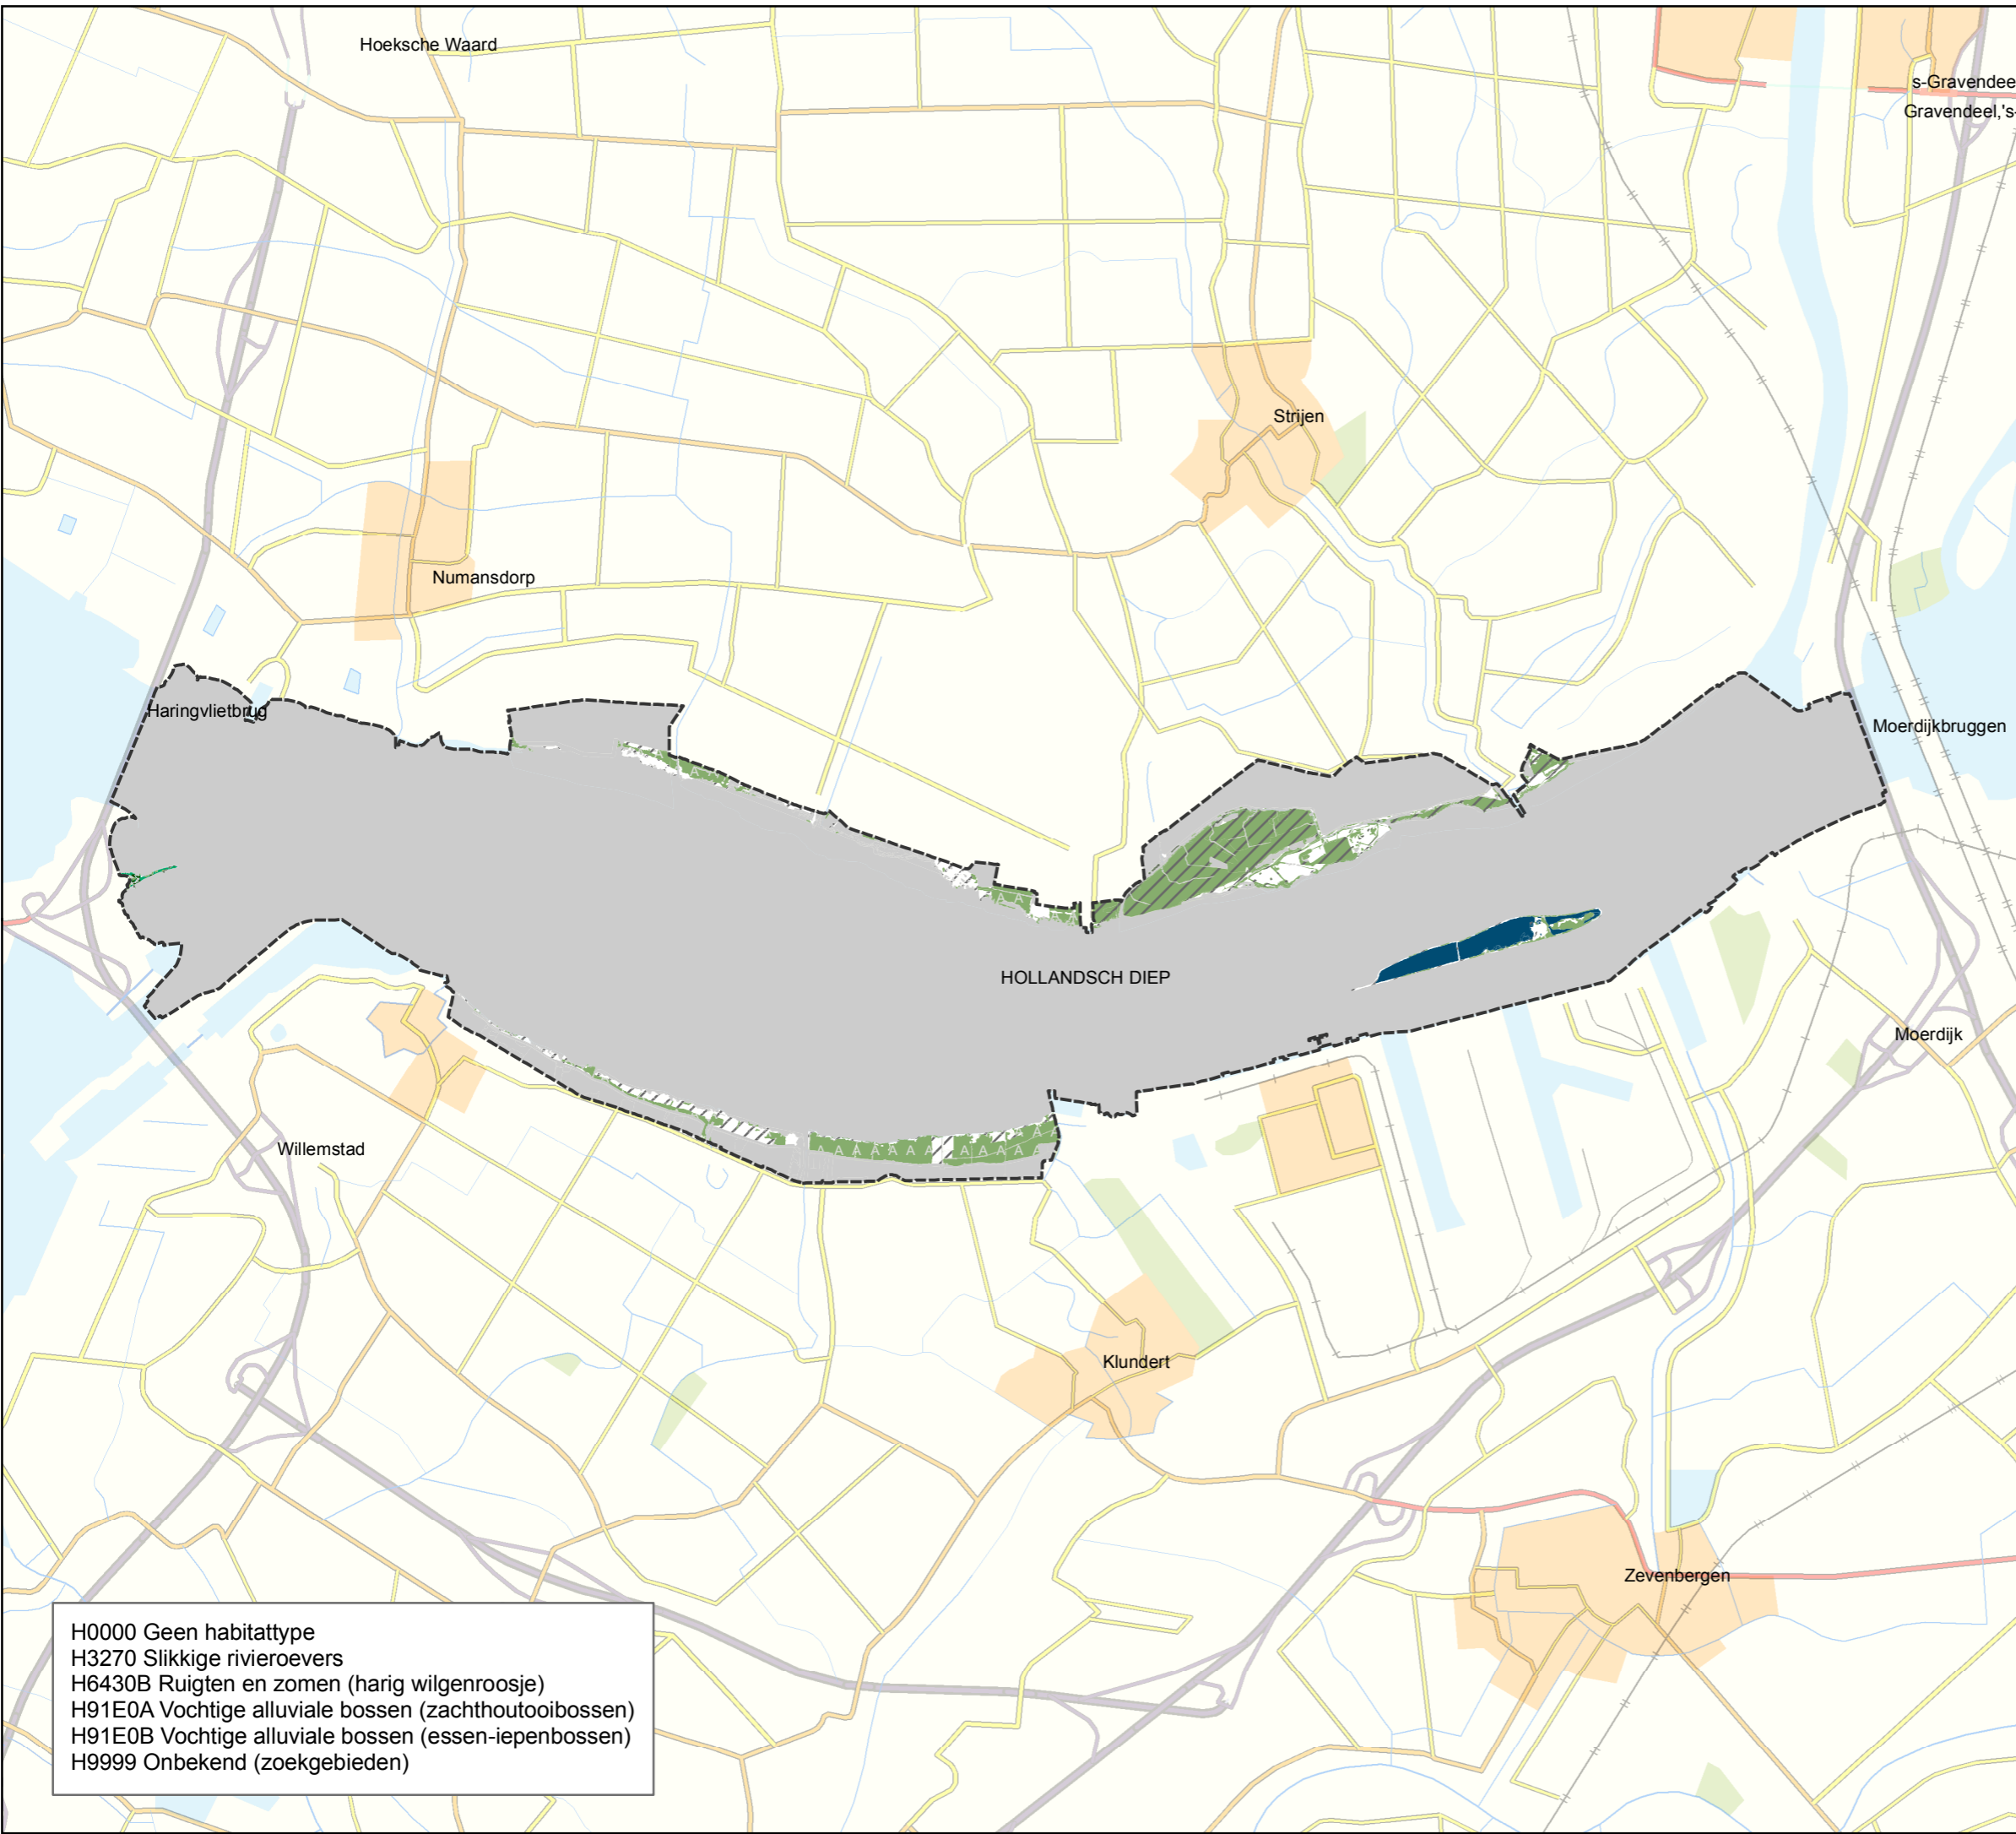 Hoeksche Waard
s-Gravendee
Gravendeel,'s-
Strijen
Numansdorp
Haringvlietbrug
Moerdijkbruggen
A
A A
A A
HOLLANDSCH DIEP
Moerdijk
A A
A A A A A A A A A A A
Willemstad
Klundert
Zevenbergen
H0000 Geen habitattype
H3270 Slikkige rivieroevers
H6430B Ruigten en zomen (harig wilgenroosje)
H91E0A Vochtige alluviale bossen (zachthoutooibossen)
H91E0B Vochtige alluviale bossen (essen-iepenbossen)
H9999 Onbekend (zoekgebieden)